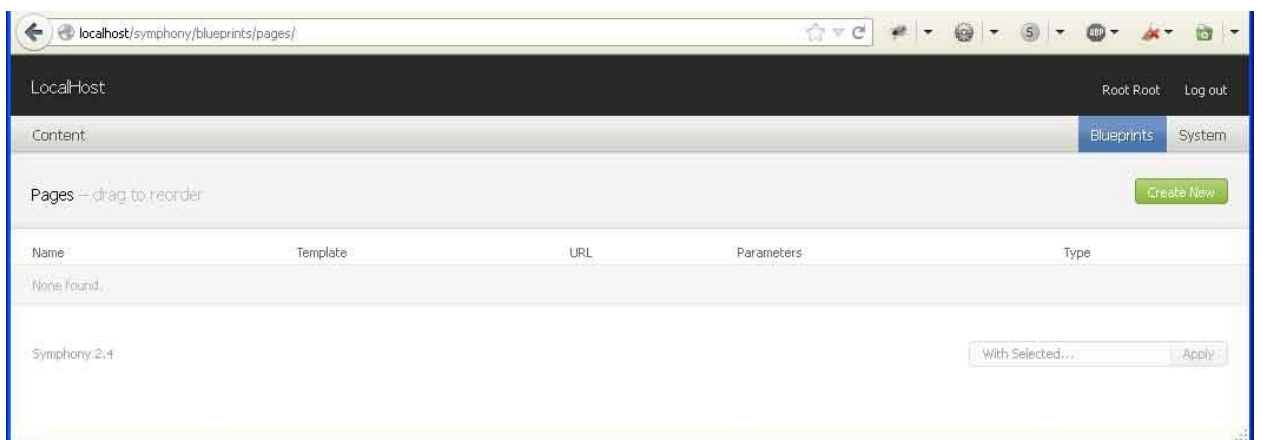 localhost/symphony/blueprints/pages/
S ABP
LocalHost Root Root Log out
Content Blueprints System
Pages – drag to reorder Create New
Name Template URL Parameters Type
None found.
Symphony 2.4 With Selected... Apply